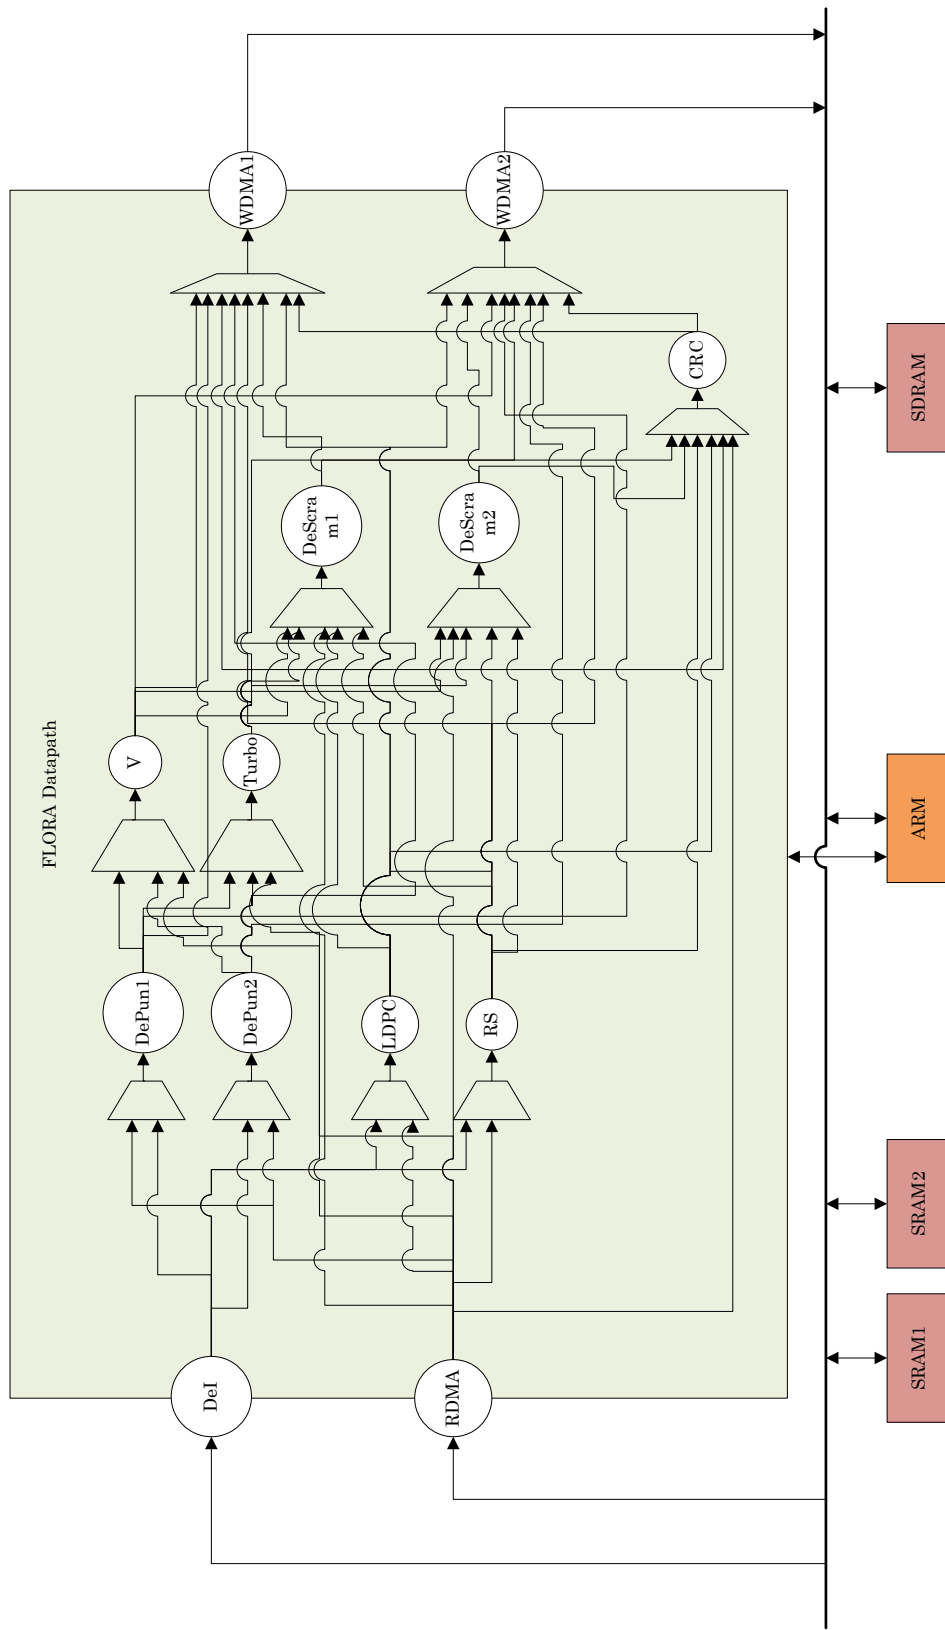 FLORA Datapath
DeI
RDMA
DePun1
DePun2
LDPC
RS
V
Turbo
DeScra
m1
DeScra
m2
CRC
WDMA1
WDMA2
SRAM1
SRAM2
ARM
SDRAM